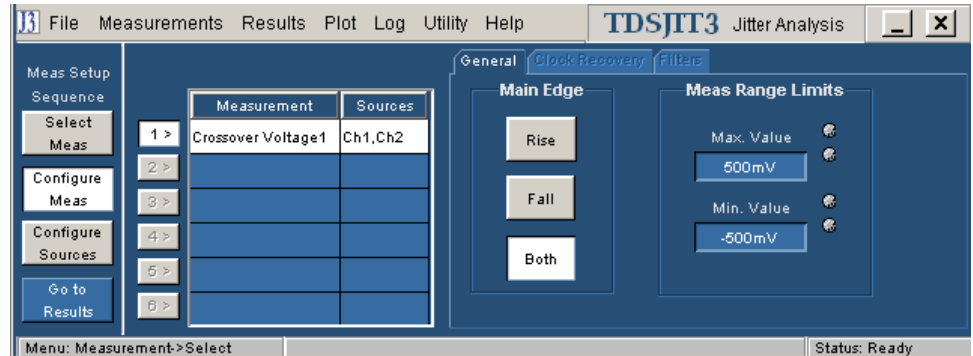 J3 File Measurements Results Plot Log Utility Help TDSJIT3 Jitter Analysis
Meas Setup
Sequence
Select
Meas
Configure
Meas
Configure
Sources
Go to
Results
Measurement Sources
1 > Crossover Voltage1 Ch1,Ch2
2 >
3 >
4 >
5 >
6 >
General Clock Recovery Filters
Main Edge
Rise
Fall
Both
Meas Range Limits
Max. Value
500mV
Min. Value
-500mV
Menu: Measurement->Select Status: Ready